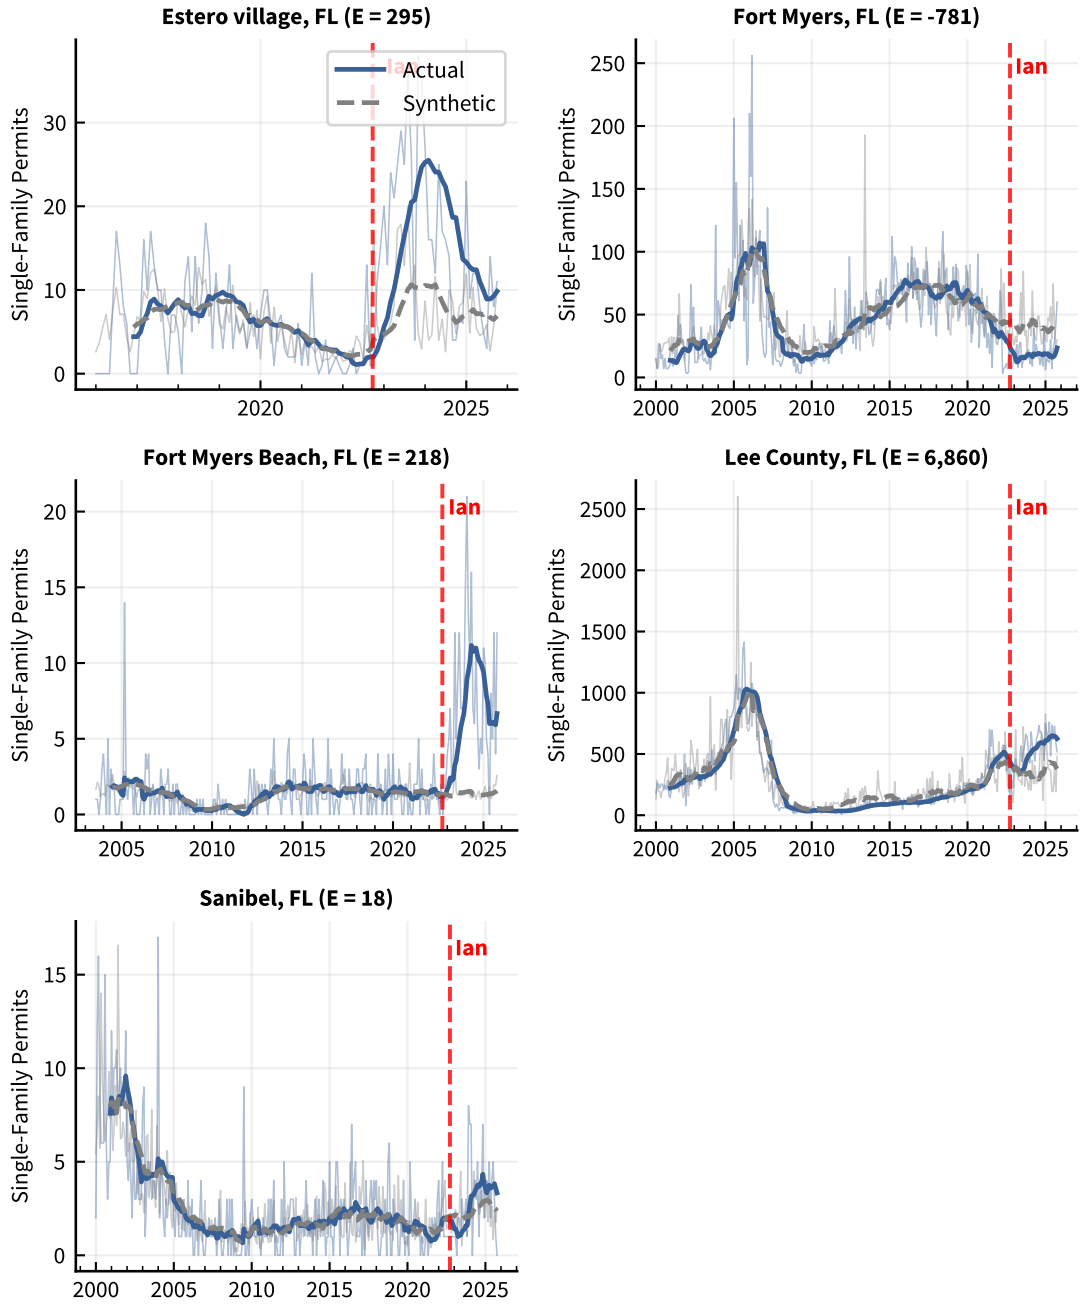 Estero village, FL (E = 295)
Single-Family Permits
30
20
10
0
2020
2025
Ian
Actual
Synthetic
Fort Myers, FL (E = -781)
Single-Family Permits
250
200
150
100
50
0
2000
2005
2010
2015
2020
2025
Ian
Fort Myers Beach, FL (E = 218)
Single-Family Permits
20
15
10
5
0
2005
2010
2015
2020
2025
Ian
Lee County, FL (E = 6,860)
Single-Family Permits
2500
2000
1500
1000
500
0
2000
2005
2010
2015
2020
2025
Ian
Sanibel, FL (E = 18)
Single-Family Permits
15
10
5
0
2000
2005
2010
2015
2020
2025
Ian